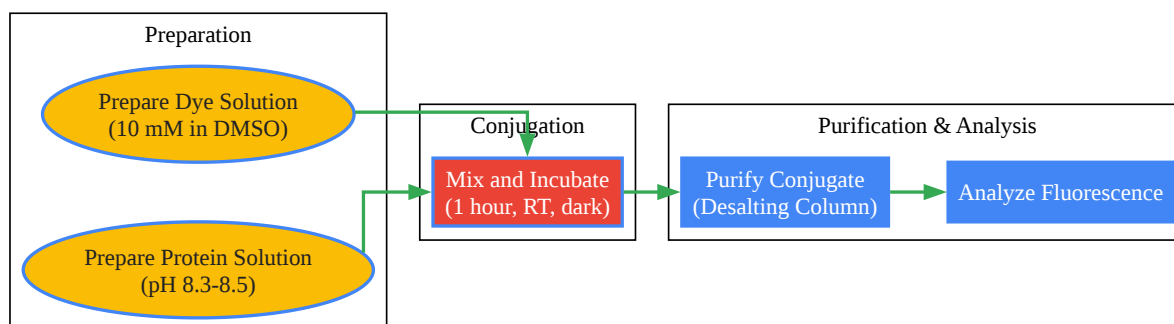 Preparation
Prepare Dye Solution
(10 mM in DMSO)
Prepare Protein Solution
(pH 8.3-8.5)
Conjugation
Mix and Incubate
(1 hour, RT, dark)
Purification & Analysis
Purify Conjugate
(Desalting Column)
Analyze Fluorescence